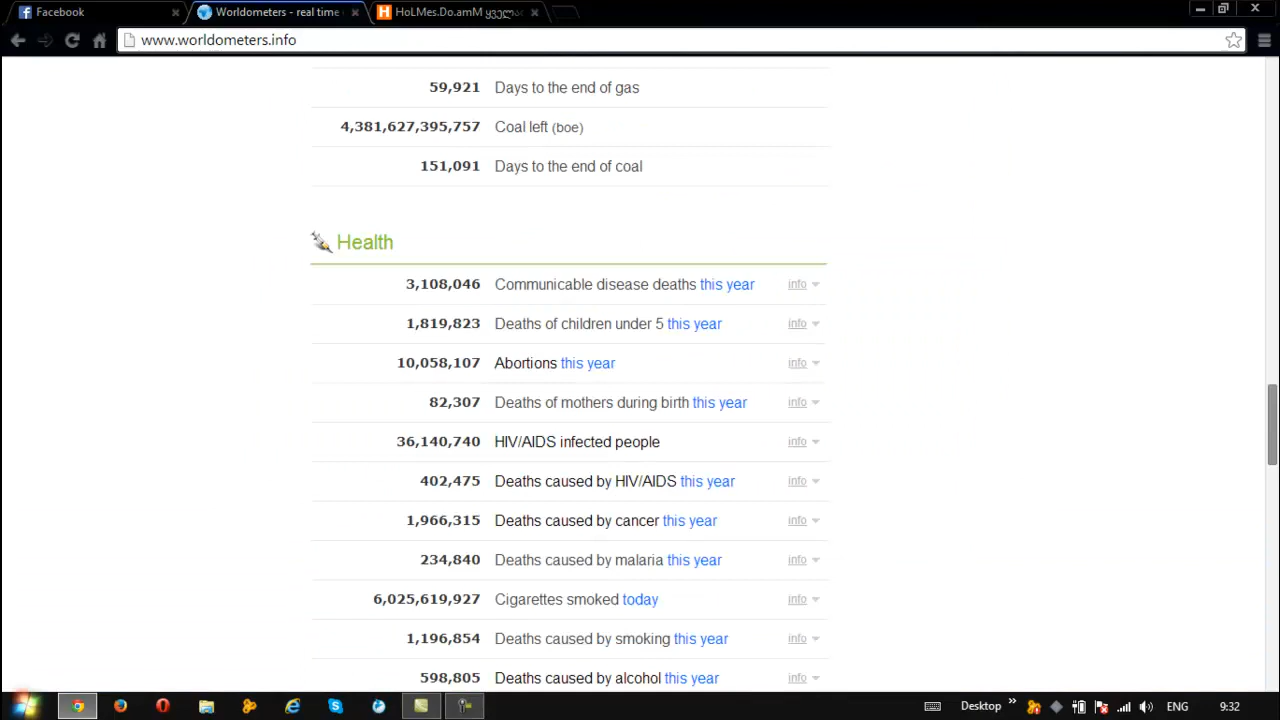 Facebook
Worldometers - real time
HoLMes.Do.amM ყველა
www.worldometers.info
59,921 Days to the end of gas
4,381,627,395,757 Coal left (boe)
151,091 Days to the end of coal
Health
3,108,046 Communicable disease deaths this year info
1,819,823 Deaths of children under 5 this year info
10,058,107 Abortions this year info
82,307 Deaths of mothers during birth this year info
36,140,740 HIV/AIDS infected people info
402,475 Deaths caused by HIV/AIDS this year info
1,966,315 Deaths caused by cancer this year info
234,840 Deaths caused by malaria this year info
6,025,619,927 Cigarettes smoked today info
1,196,854 Deaths caused by smoking this year info
598,805 Deaths caused by alcohol this year info
Desktop » ENG 9:32